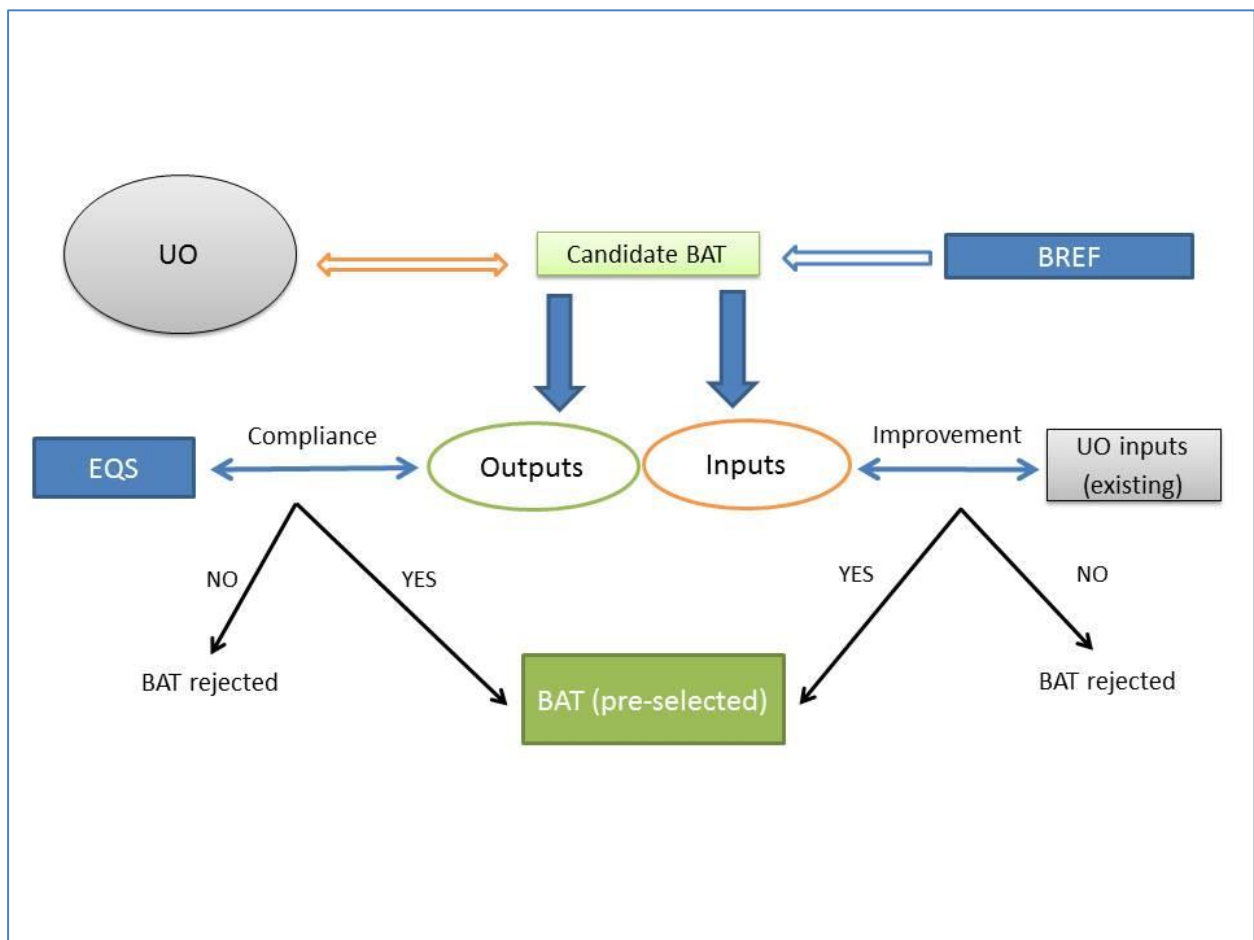 UO
Candidate BAT
BREF
Compliance
Improvement
EQS
Outputs
Inputs
UO inputs
(existing)
NO
YES
YES
NO
BAT rejected
BAT (pre-selected)
BAT rejected